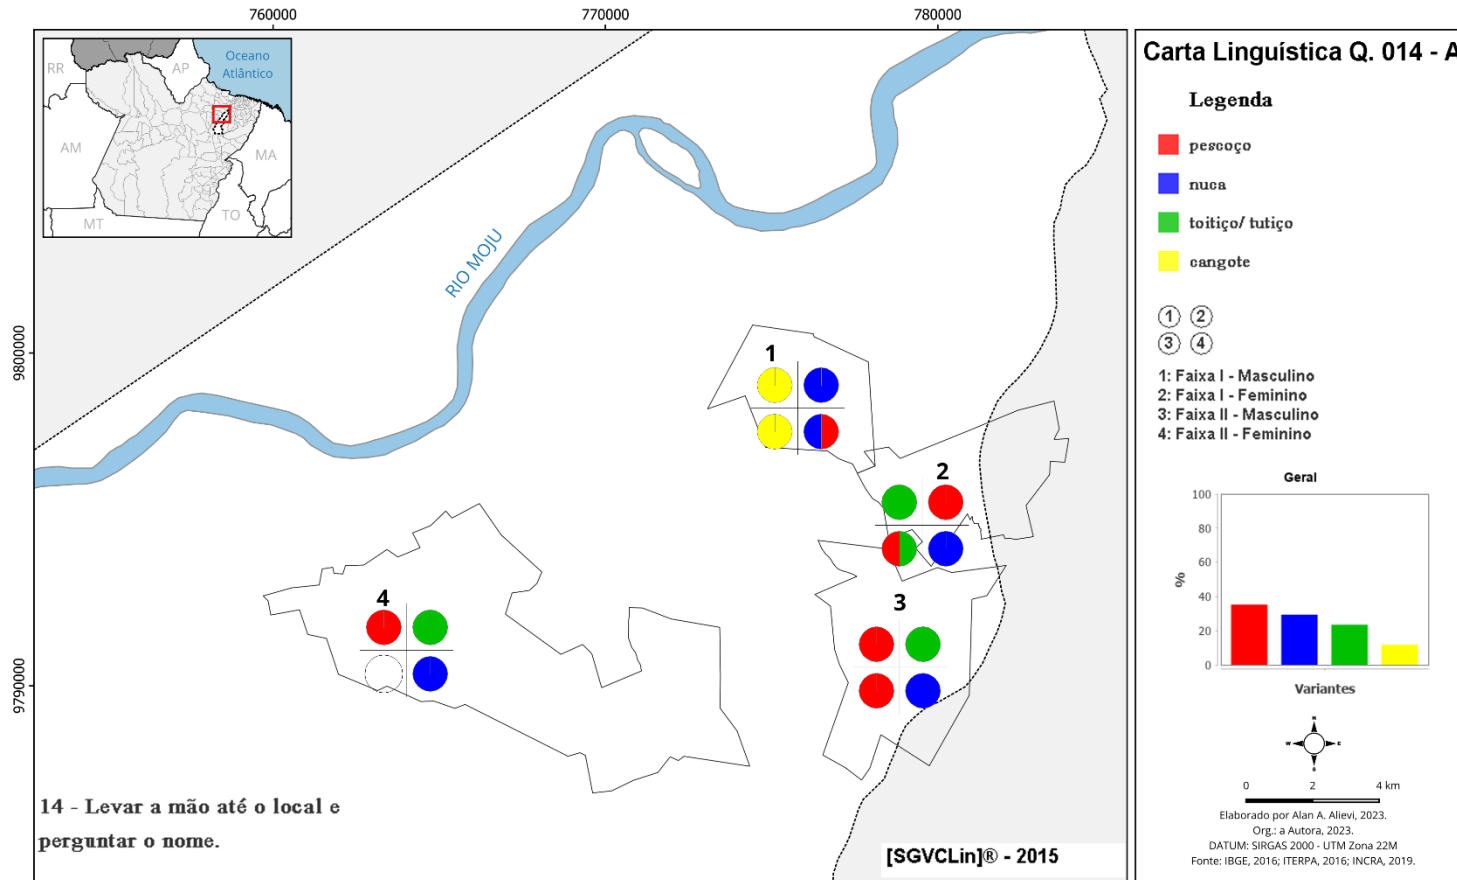 760000
770000
780000
9800000
9790000
RR
AP
Oceano
Atlântico
AM
MA
MT
TO
RIO MOJU
1
2
3
4
14 - Levar a mão até o local e
perguntar o nome.
[SGVCLin]® - 2015
Carta Linguística Q. 014 - A
Legenda
pescoço
nuca
toitiço/ tutiço
cangote
1 2
3 4
1: Faixa I - Masculino
2: Faixa I - Feminino
3: Faixa II - Masculino
4: Faixa II - Feminino
Geral
100
80
60
40
20
0
%
Variantes
N
W E
S
0 2 4 km
Elaborado por Alan A. Alievi, 2023.
Org.: a Autora, 2023.
DATUM: SIRGAS 2000 - UTM Zona 22M
Fonte: IBGE, 2016; ITERPA, 2016; INCRA, 2019.